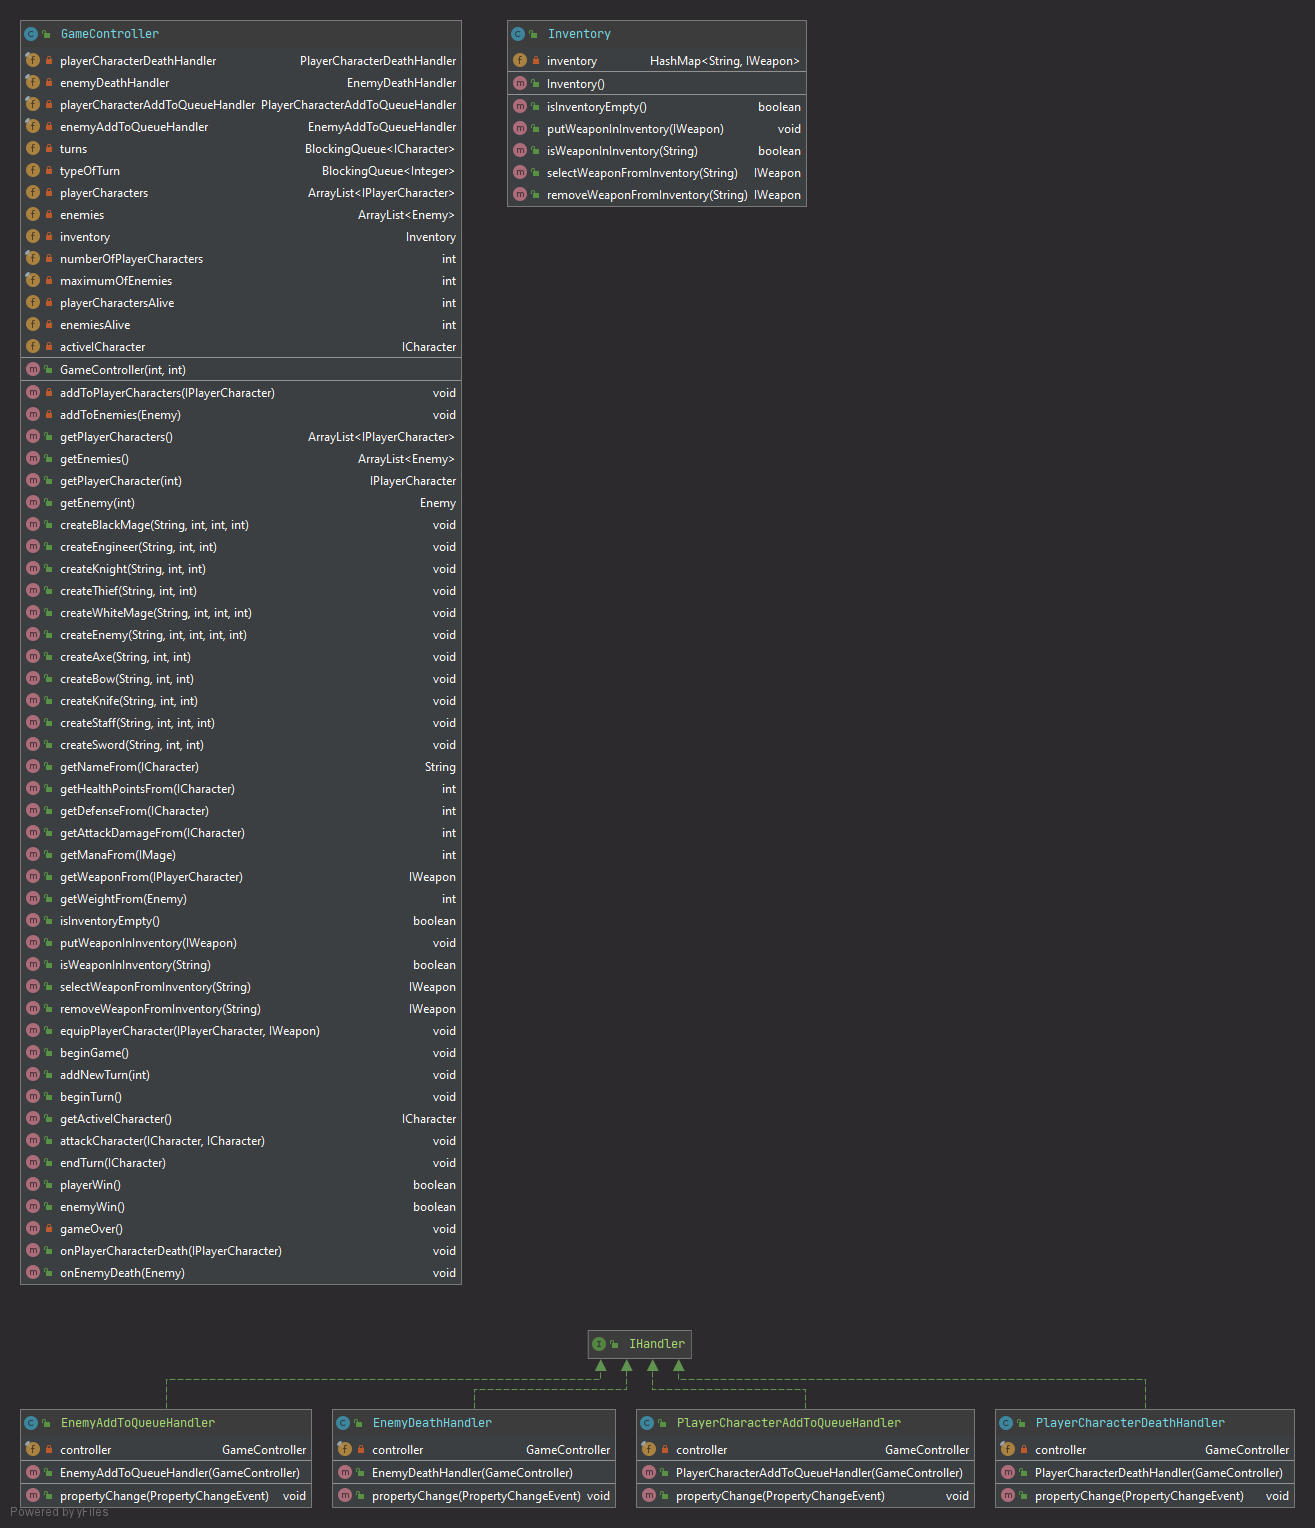 GameController
playerCharacterDeathHandler PlayerCharacterDeathHandler
enemyDeathHandler EnemyDeathHandler
playerCharacterAddToQueueHandler PlayerCharacterAddToQueueHandler
enemyAddToQueueHandler EnemyAddToQueueHandler
turns BlockingQueue<ICharacter>
typeOfTurn BlockingQueue<Integer>
playerCharacters ArrayList<IPlayerCharacter>
enemies ArrayList<Enemy>
inventory Inventory
numberOfPlayerCharacters int
maximumOfEnemies int
playerCharactersAlive int
enemiesAlive int
activeICharacter ICharacter
GameController(int, int)
addToPlayerCharacters(IPlayerCharacter) void
addToEnemies(Enemy) void
getPlayerCharacters() ArrayList<IPlayerCharacter>
getEnemies() ArrayList<Enemy>
getPlayerCharacter(int) IPlayerCharacter
getEnemy(int) Enemy
createBlackMage(String, int, int, int) void
createEngineer(String, int, int) void
createKnight(String, int, int) void
createThief(String, int, int) void
createWhiteMage(String, int, int, int) void
createEnemy(String, int, int, int, int) void
createAxe(String, int, int) void
createBow(String, int, int) void
createKnife(String, int, int) void
createStaff(String, int, int, int) void
createSword(String, int, int) void
getNameFrom(ICharacter) String
getHealthPointsFrom(ICharacter) int
getDefenseFrom(ICharacter) int
getAttackDamageFrom(ICharacter) int
getManaFrom(IMage) int
getWeaponFrom(IPlayerCharacter) IWeapon
getWeightFrom(Enemy) int
isInventoryEmpty() boolean
putWeaponInInventory(IWeapon) void
isWeaponInInventory(String) boolean
selectWeaponFromInventory(String) IWeapon
removeWeaponFromInventory(String) IWeapon
equipPlayerCharacter(IPlayerCharacter, IWeapon) void
beginGame() void
addNewTurn(int) void
beginTurn() void
getActiveICharacter() ICharacter
attackCharacter(ICharacter, ICharacter) void
endTurn(ICharacter) void
playerWin() boolean
enemyWin() boolean
gameOver() void
onPlayerCharacterDeath(IPlayerCharacter) void
onEnemyDeath(Enemy) void
Inventory
inventory HashMap<String, IWeapon>
Inventory()
isInventoryEmpty() boolean
putWeaponInInventory(IWeapon) void
isWeaponInInventory(String) boolean
selectWeaponFromInventory(String) IWeapon
removeWeaponFromInventory(String) IWeapon
IHandler
EnemyAddToQueueHandler
controller GameController
EnemyAddToQueueHandler(GameController)
propertyChange(PropertyChangeEvent) void
EnemyDeathHandler
controller GameController
EnemyDeathHandler(GameController)
propertyChange(PropertyChangeEvent) void
PlayerCharacterAddToQueueHandler
controller GameController
PlayerCharacterAddToQueueHandler(GameController)
propertyChange(PropertyChangeEvent) void
PlayerCharacterDeathHandler
controller GameController
PlayerCharacterDeathHandler(GameController)
propertyChange(PropertyChangeEvent) void
Powered by yFiles